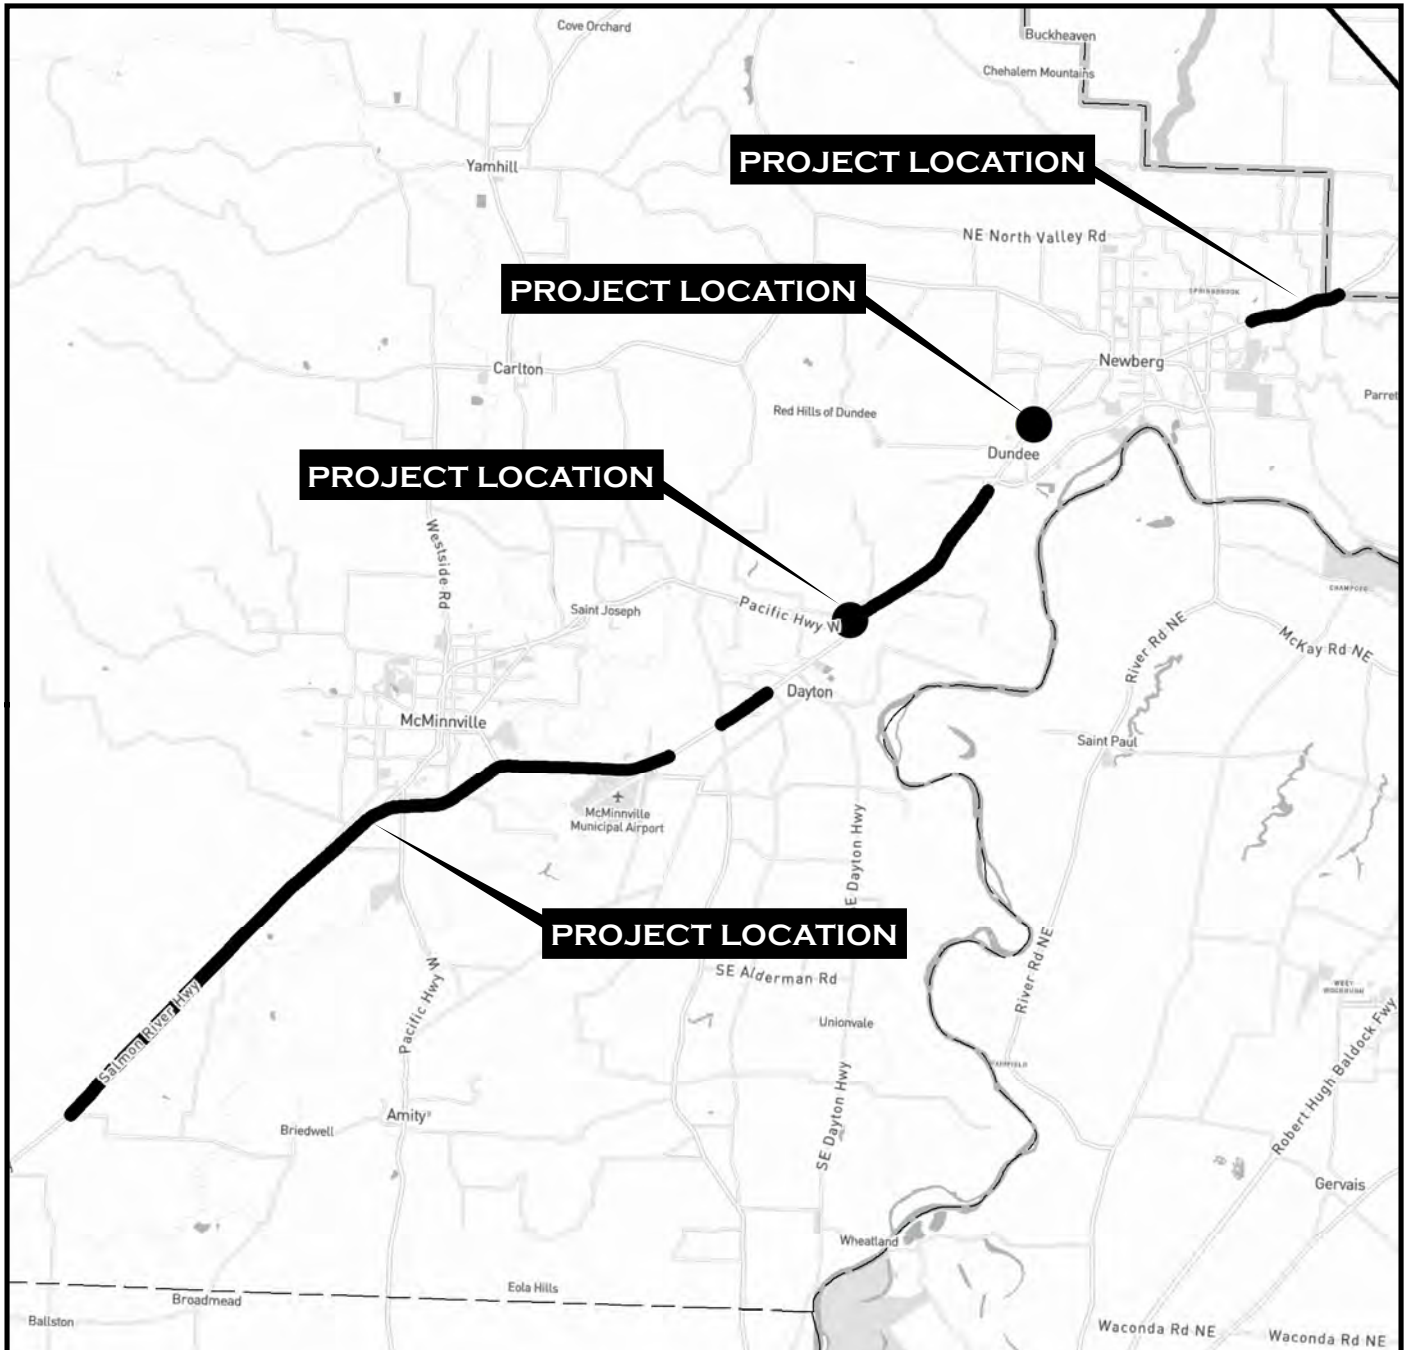 Cove Orchard
Buckheaven
Chehalem Mountains
PROJECT LOCATION
Yamhill
NE North Valley Rd
PROJECT LOCATION
SPRINGBROOK
Newberg
Carlton
Parret
Red Hills of Dundee
Dundee
PROJECT LOCATION
Westside Rd
CHAMPOEG
Saint Joseph
Pacific Hwy W
River Rd NE
McKay Rd NE
Dayton
McMinnville
Saint Paul
McMinnville
Municipal Airport
E Dayton Hwy
PROJECT LOCATION
SE Alderman Rd
Pacific Hwy W
River Rd NE
Salmon River Hwy
Unionvale
Robert Hugh Baldock Fwy
FAIRFIELD
SE Dayton Hwy
Amity
Briedwell
Gervais
Wheatland
Eola Hills
Broadmead
Ballston
Waconda Rd NE
Waconda Rd NE